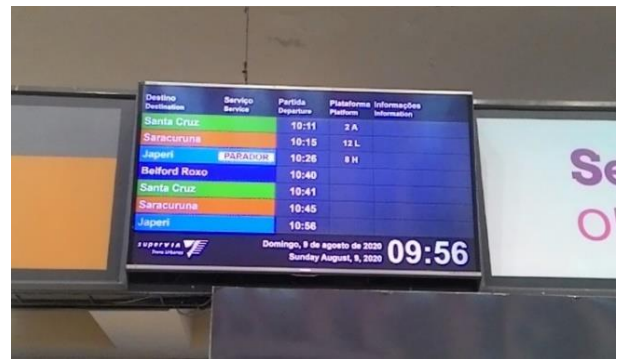 Destino Serviço Partida Plataforma Informações
Destination Service Departure Platform Information
Santa Cruz 10:11 2 A
Saracuruna 10:15 12 L
Japeri PARADOR 10:26 8 H
Belford Roxo 10:40
Santa Cruz 10:41
Saracuruna 10:45
Japeri 10:56
supervia Domingo, 9 de agosto de 2020 09:56
Trens Urbanos Sunday August, 9, 2020
Se
O